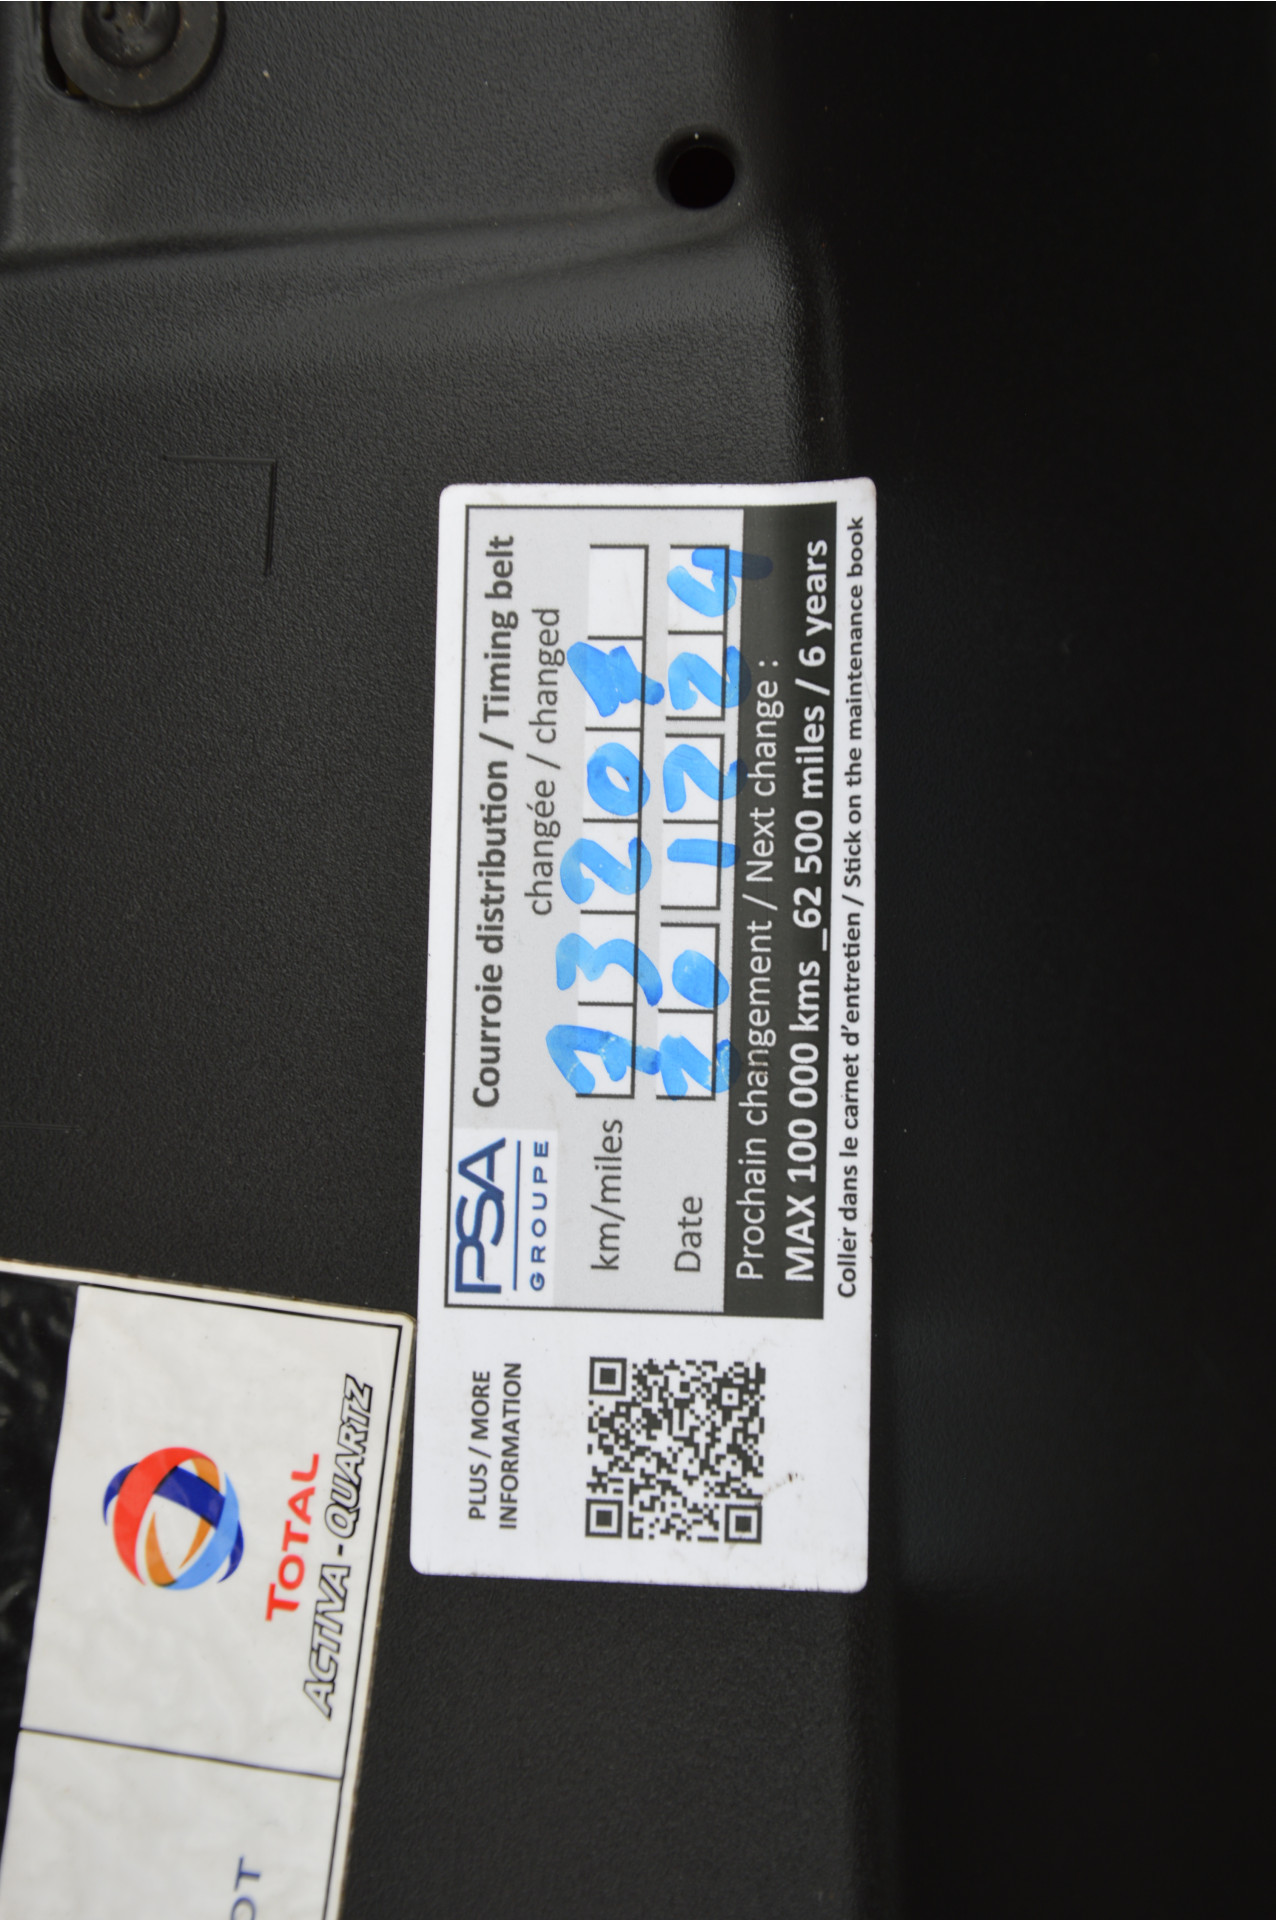 PSA
GROUPE
Courroie distribution / Timing belt
changée / changed
km/miles
Date 20 12 24
Prochain changement / Next change :
MAX 100 000 kms _62 500 miles / 6 years
Coller dans le carnet d'entretien / Stick on the maintenance book
PLUS / MORE
INFORMATION
TOTAL
ACTIVA-QUARTZ